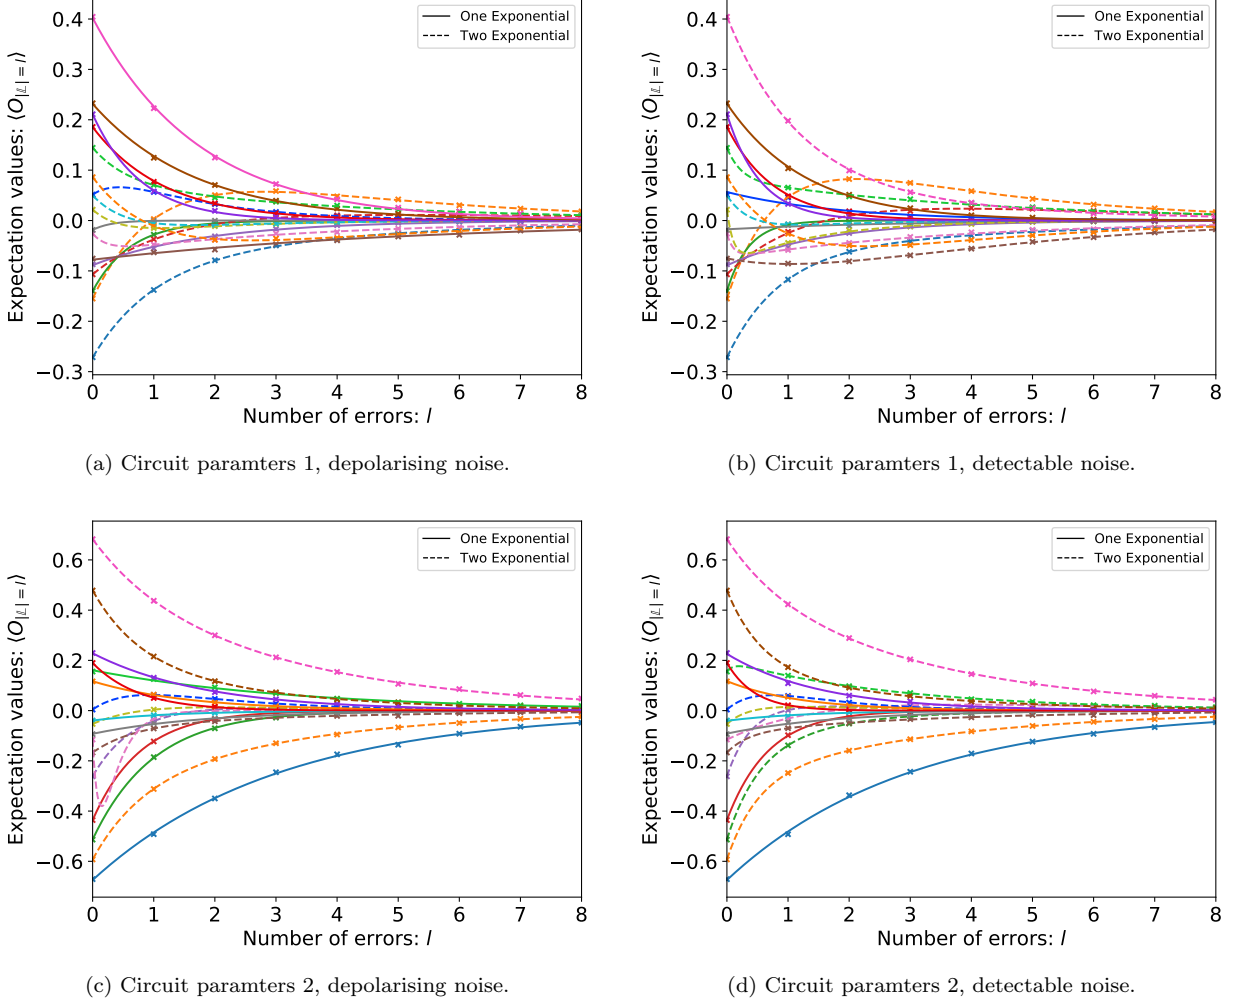 One Exponential
Two Exponential
0.4
0.3
0.2
0.1
0.0
−0.1
−0.2
−0.3
Expectation values: ⟨O|𝕃|=l⟩
0 1 2 3 4 5 6 7 8
Number of errors: l
(a) Circuit paramters 1, depolarising noise.
One Exponential
Two Exponential
0.4
0.3
0.2
0.1
0.0
−0.1
−0.2
−0.3
Expectation values: ⟨O|𝕃|=l⟩
0 1 2 3 4 5 6 7 8
Number of errors: l
(b) Circuit paramters 1, detectable noise.
One Exponential
Two Exponential
0.6
0.4
0.2
0.0
−0.2
−0.4
−0.6
Expectation values: ⟨O|𝕃|=l⟩
0 1 2 3 4 5 6 7 8
Number of errors: l
(c) Circuit paramters 2, depolarising noise.
One Exponential
Two Exponential
0.6
0.4
0.2
0.0
−0.2
−0.4
−0.6
Expectation values: ⟨O|𝕃|=l⟩
0 1 2 3 4 5 6 7 8
Number of errors: l
(d) Circuit paramters 2, detectable noise.